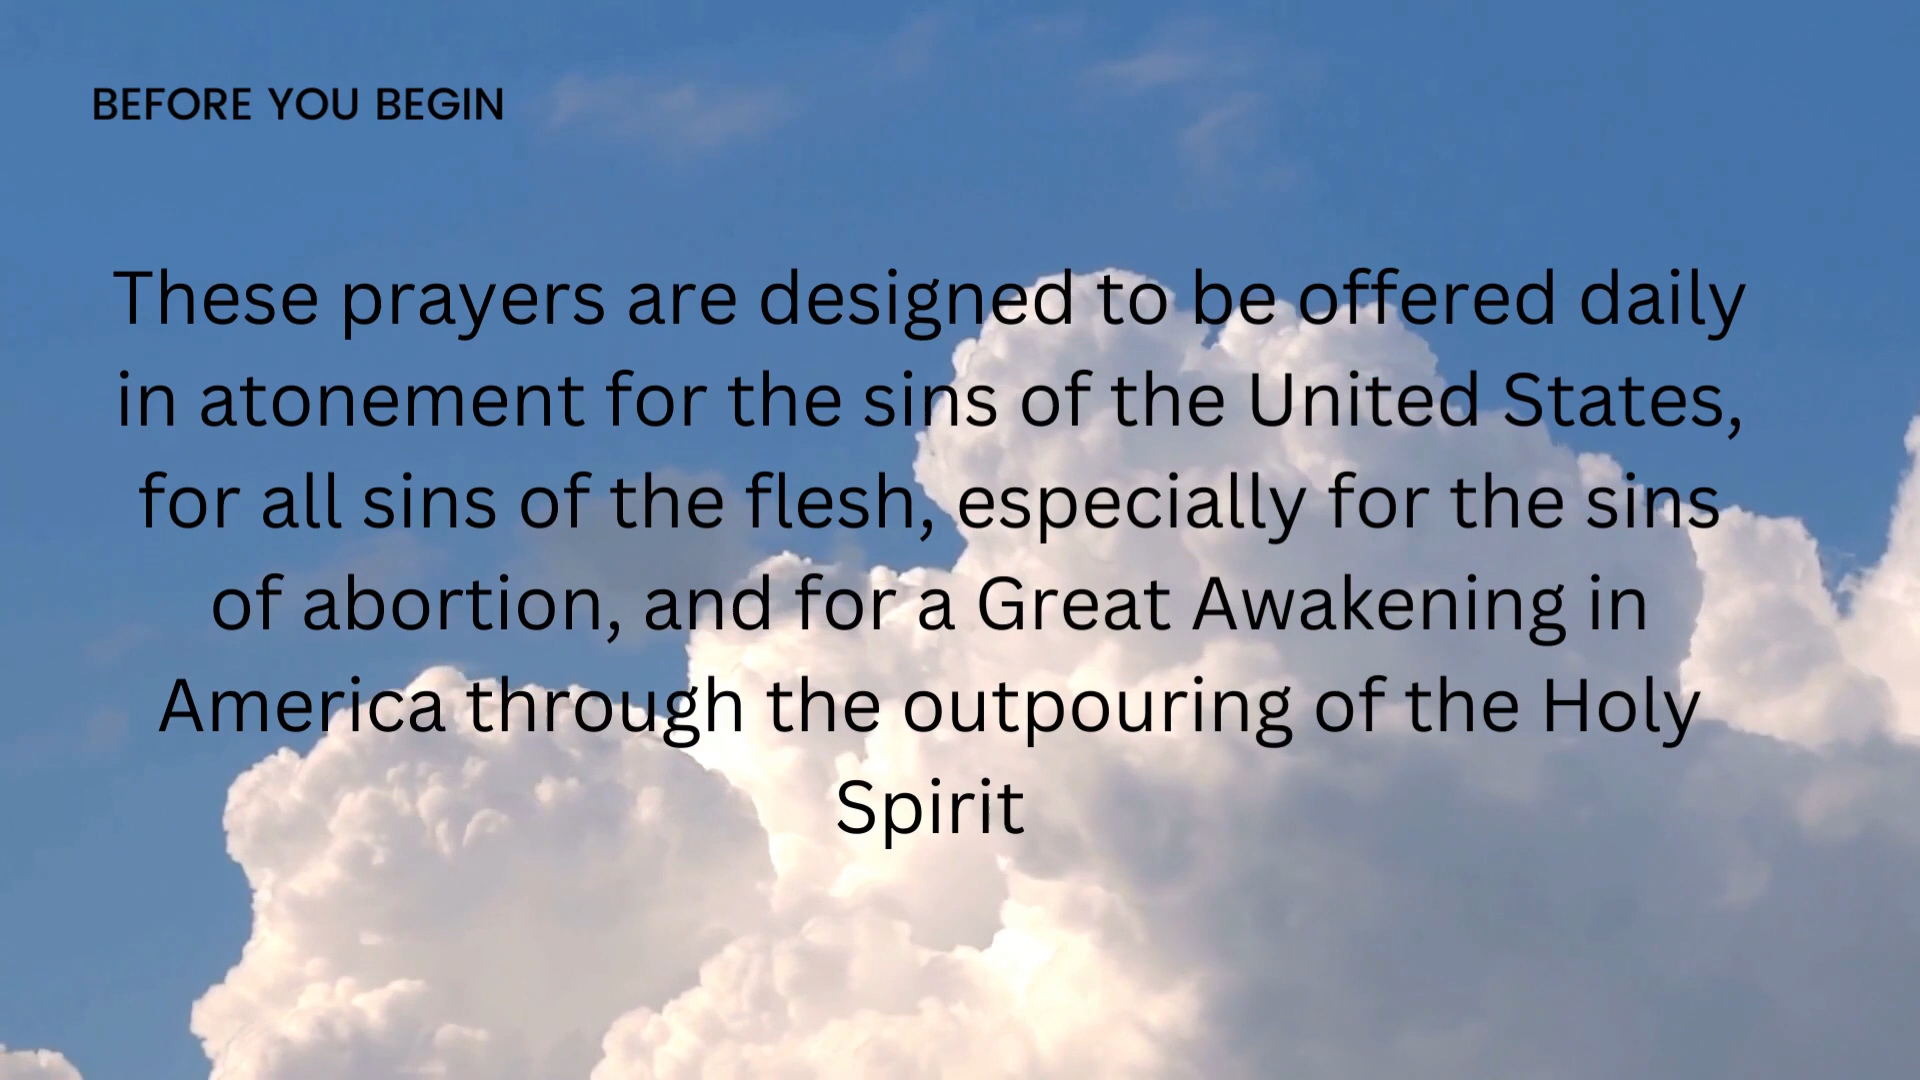 BEFORE YOU BEGIN
These prayers are designed to be offered daily
in atonement for the sins of the United States,
for all sins of the flesh, especially for the sins
of abortion, and for a Great Awakening in
America through the outpouring of the Holy
Spirit